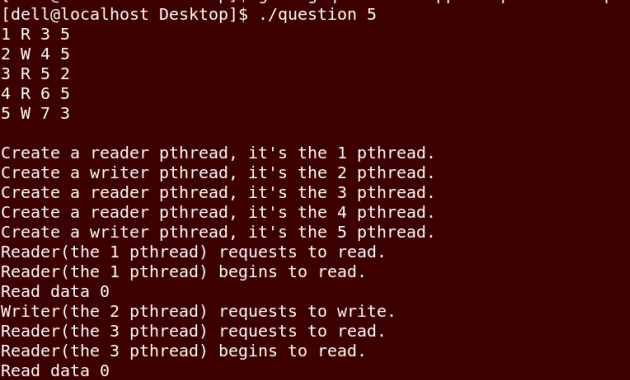 [dell@localhost Desktop]$ ./question 5
1 R 3 5
2 W 4 5
3 R 5 2
4 R 6 5
5 W 7 3
Create a reader pthread, it's the 1 pthread.
Create a writer pthread, it's the 2 pthread.
Create a reader pthread, it's the 3 pthread.
Create a reader pthread, it's the 4 pthread.
Create a writer pthread, it's the 5 pthread.
Reader(the 1 pthread) requests to read.
Reader(the 1 pthread) begins to read.
Read data 0
Writer(the 2 pthread) requests to write.
Reader(the 3 pthread) requests to read.
Reader(the 3 pthread) begins to read.
Read data 0